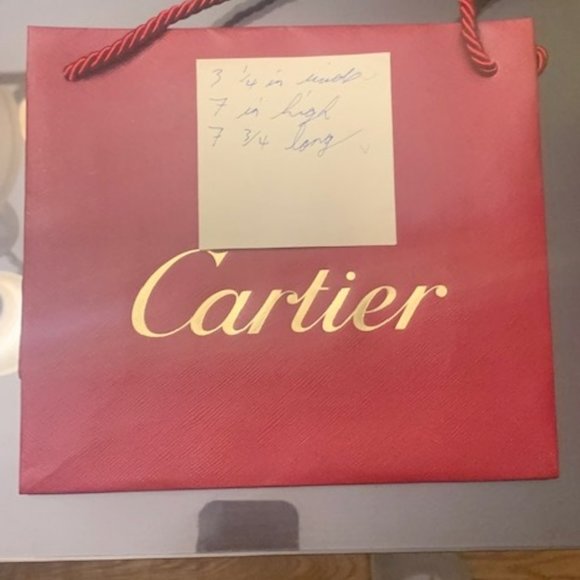 3 1/4 in wide
7 in high
7 3/4 long
Cartier